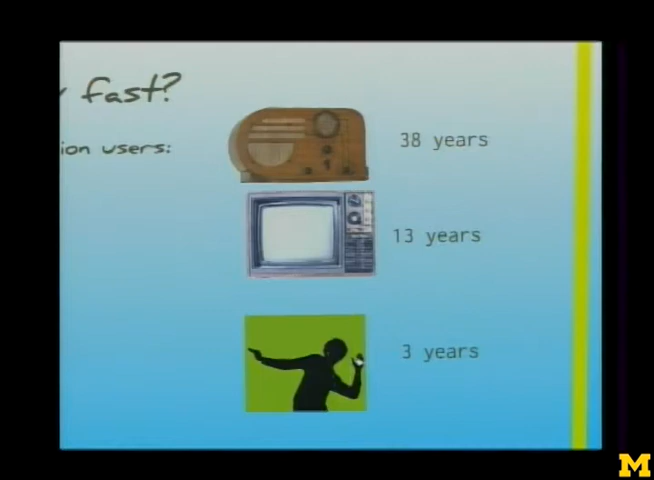 fast?
ion users:
38 years
13 years
3 years
M